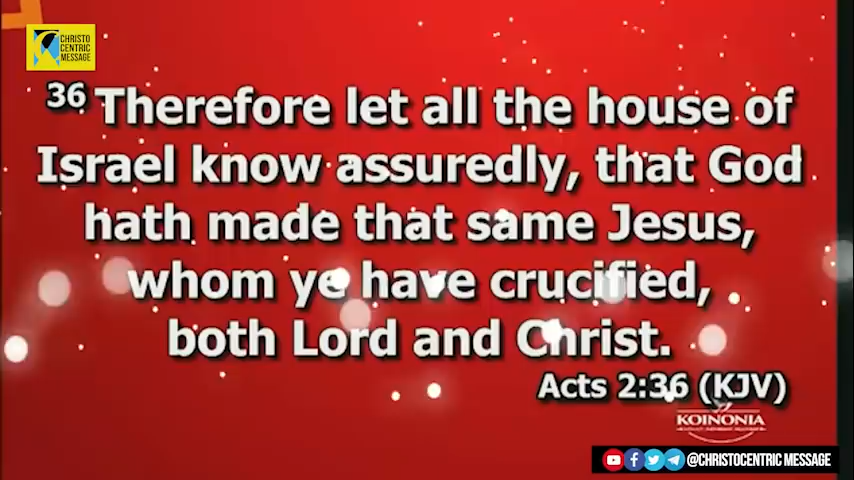 CHRISTO
CENTRIC
MESSAGE
36 Therefore let all the house of
Israel know assuredly, that God
hath made that same Jesus,
whom ye have crucified,
both Lord and Christ.
Acts 2:36 (KJV)
KOINONIA
@CHRISTOCENTRIC MESSAGE